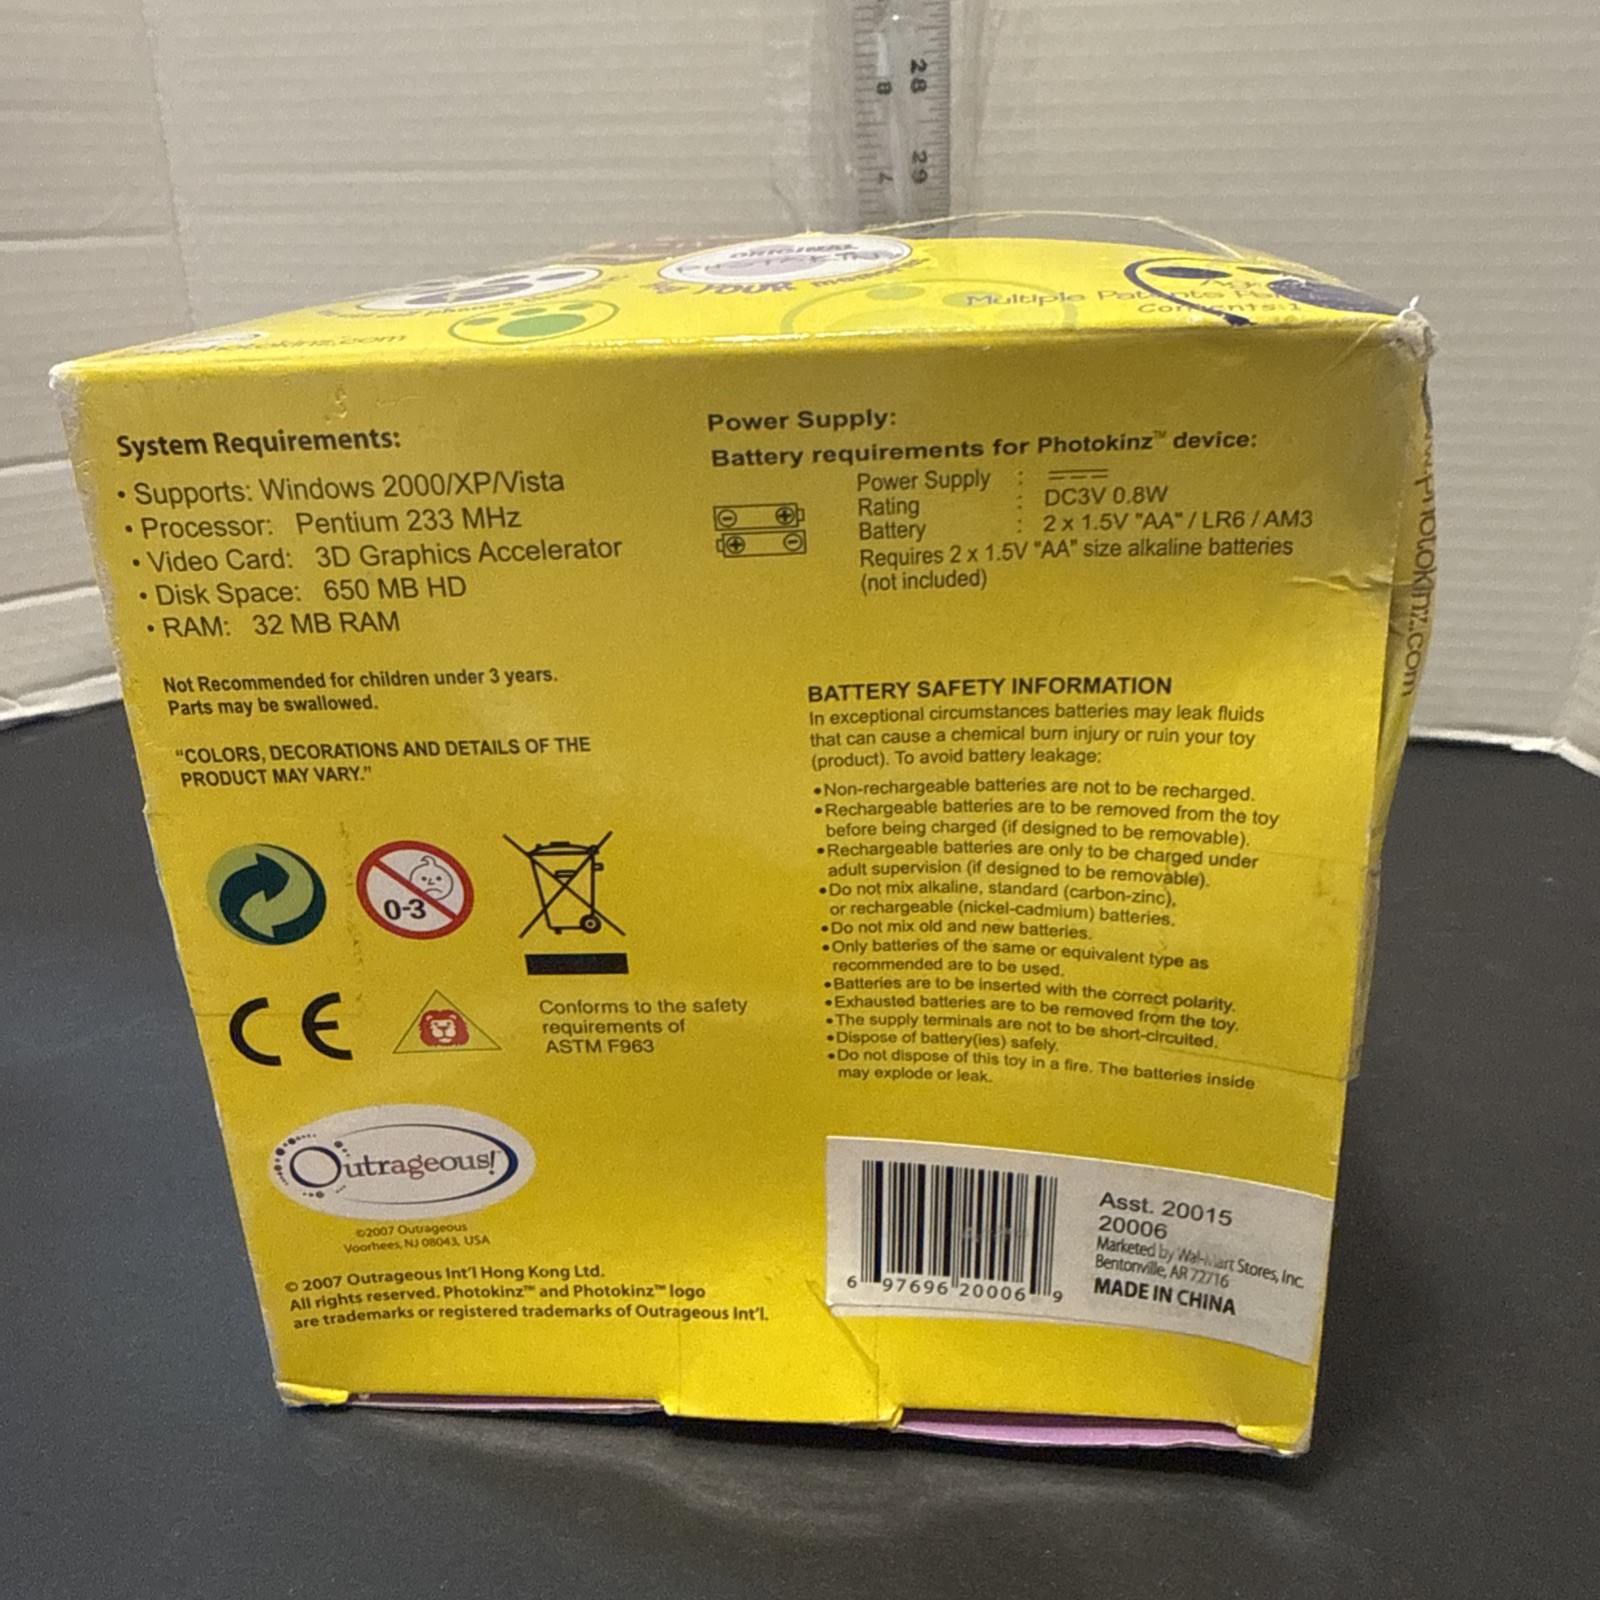 28
8
29
7
ORIGINAL
YOUR
Multiple
System Requirements:
• Supports: Windows 2000/XP/Vista
• Processor: Pentium 233 MHz
• Video Card: 3D Graphics Accelerator
• Disk Space: 650 MB HD
• RAM: 32 MB RAM
Not Recommended for children under 3 years.
Parts may be swallowed.
"COLORS, DECORATIONS AND DETAILS OF THE
PRODUCT MAY VARY."
0-3
CE
Conforms to the safety
requirements of
ASTM F963
Outrageous!
©2007 Outrageous
Voorhees, NJ 08043, USA
© 2007 Outrageous Int'l Hong Kong Ltd.
All rights reserved. Photokinz™ and Photokinz™ logo
are trademarks or registered trademarks of Outrageous Int'l.
Power Supply:
Battery requirements for Photokinz™ device:
Power Supply :
Rating : DC3V 0.8W
Battery : 2 x 1.5V "AA" / LR6 / AM3
Requires 2 x 1.5V "AA" size alkaline batteries
(not included)
BATTERY SAFETY INFORMATION
In exceptional circumstances batteries may leak fluids
that can cause a chemical burn injury or ruin your toy
(product). To avoid battery leakage:
•Non-rechargeable batteries are not to be recharged.
•Rechargeable batteries are to be removed from the toy
before being charged (if designed to be removable).
•Rechargeable batteries are only to be charged under
adult supervision (if designed to be removable).
•Do not mix alkaline, standard (carbon-zinc),
or rechargeable (nickel-cadmium) batteries.
•Do not mix old and new batteries.
•Only batteries of the same or equivalent type as
recommended are to be used.
•Batteries are to be inserted with the correct polarity.
•Exhausted batteries are to be removed from the toy.
•The supply terminals are not to be short-circuited.
•Dispose of battery(ies) safely.
•Do not dispose of this toy in a fire. The batteries inside
may explode or leak.
6 97696 20006 9
Asst. 20015
20006
Marketed by Wal-Mart Stores, Inc.
Bentonville, AR 72716
MADE IN CHINA